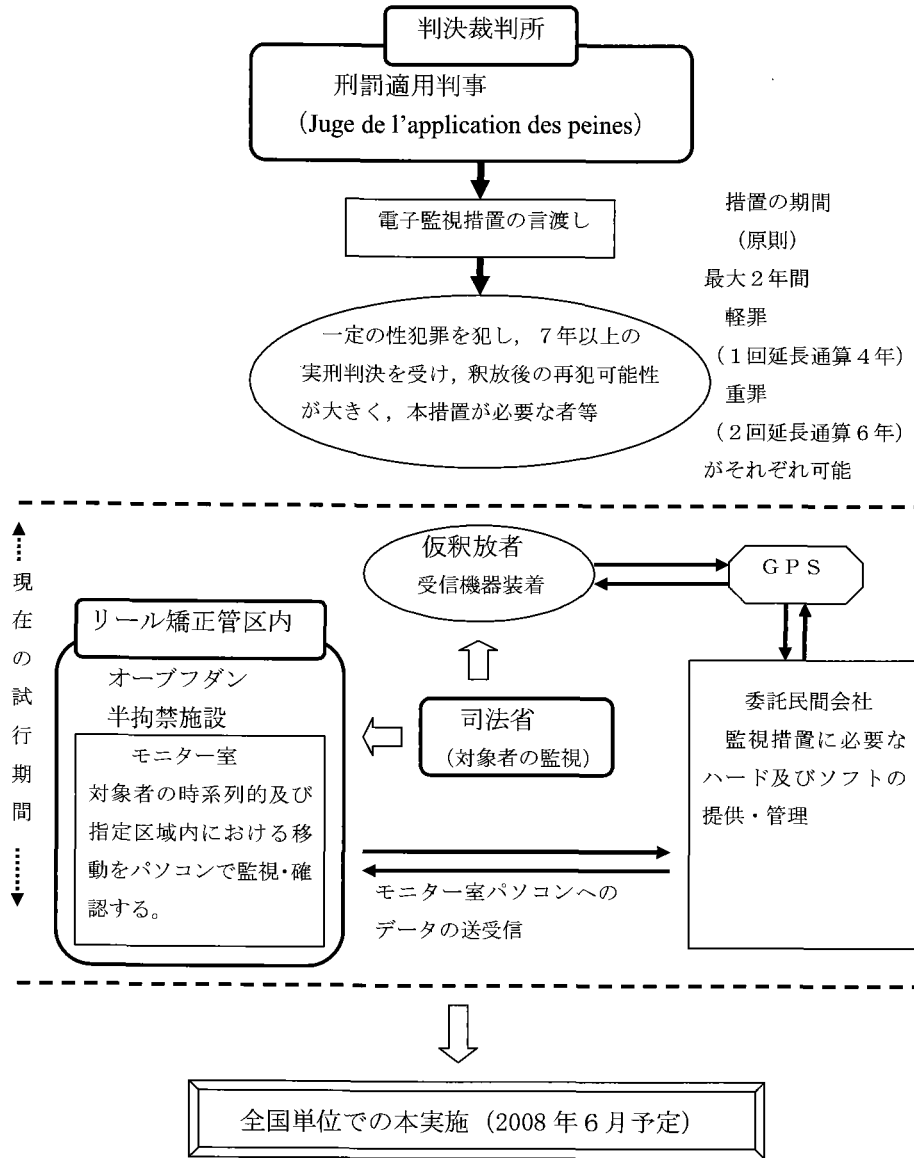 判決裁判所
刑罰適用判事
(Juge de l'application des peines)
電子監視措置の言渡し
措置の期間
(原則)
最大2年間
軽罪
(1回延長通算4年)
重罪
(2回延長通算6年)
がそれぞれ可能
一定の性犯罪を犯し,7年以上の
実刑判決を受け,釈放後の再犯可能性
が大きく,本措置が必要な者等
現在の試行期間
仮釈放者
受信機器装着
GPS
リール矯正管区内
オーブフダン
半拘禁施設
モニター室
対象者の時系列的及び
指定区域内における移
動をパソコンで監視・確
認する。
司法省
(対象者の監視)
委託民間会社
監視措置に必要な
ハード及びソフトの
提供・管理
モニター室パソコンへの
データの送受信
全国単位での本実施(2008年6月予定)